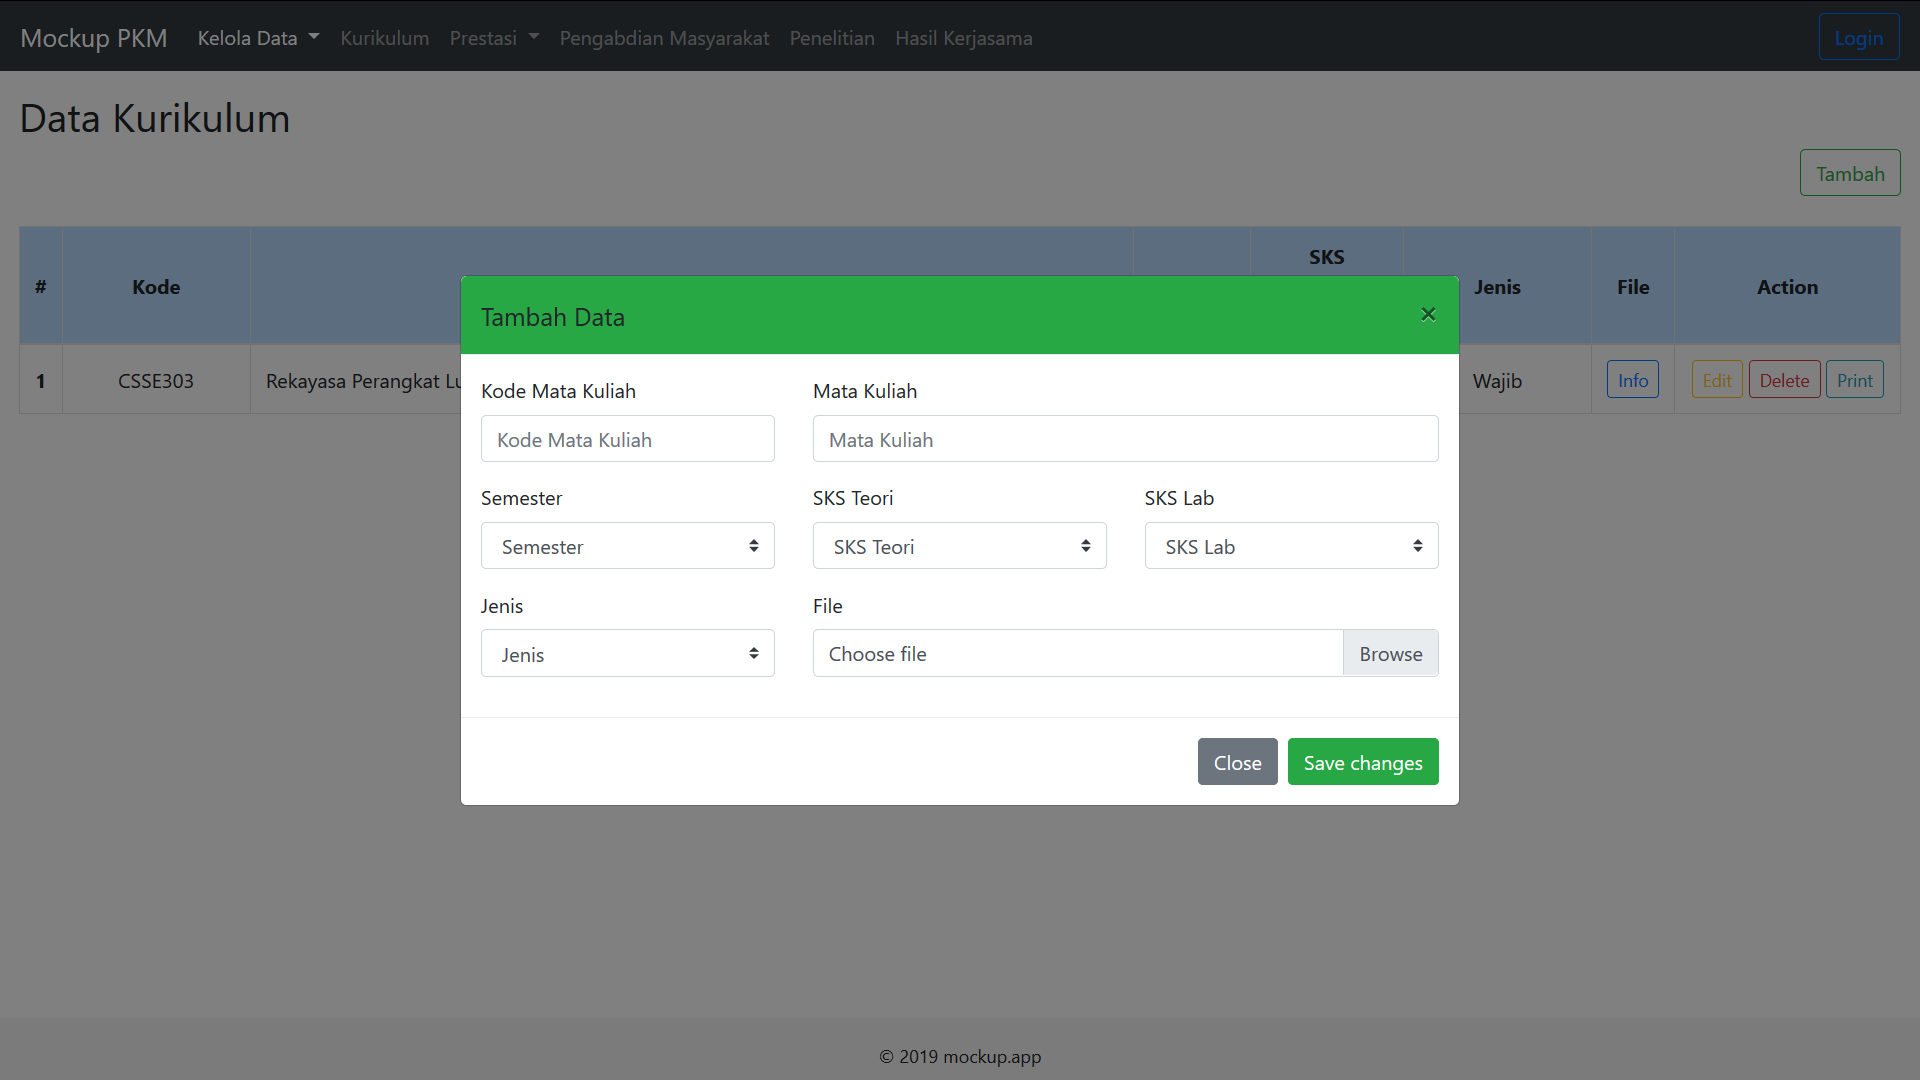 Mockup PKM Kelola Data Kurikulum Prestasi Pengabdian Masyarakat Penelitian Hasil Kerjasama Login
Data Kurikulum
Tambah
# Kode SKS Jenis File Action
1 CSSE303 Rekayasa Perangkat Wajib Info Edit Delete Print
Tambah Data ×
Kode Mata Kuliah Mata Kuliah
Kode Mata Kuliah Mata Kuliah
Semester SKS Teori SKS Lab
Semester SKS Teori SKS Lab
Jenis File
Jenis Choose file Browse
Close Save changes
© 2019 mockup.app